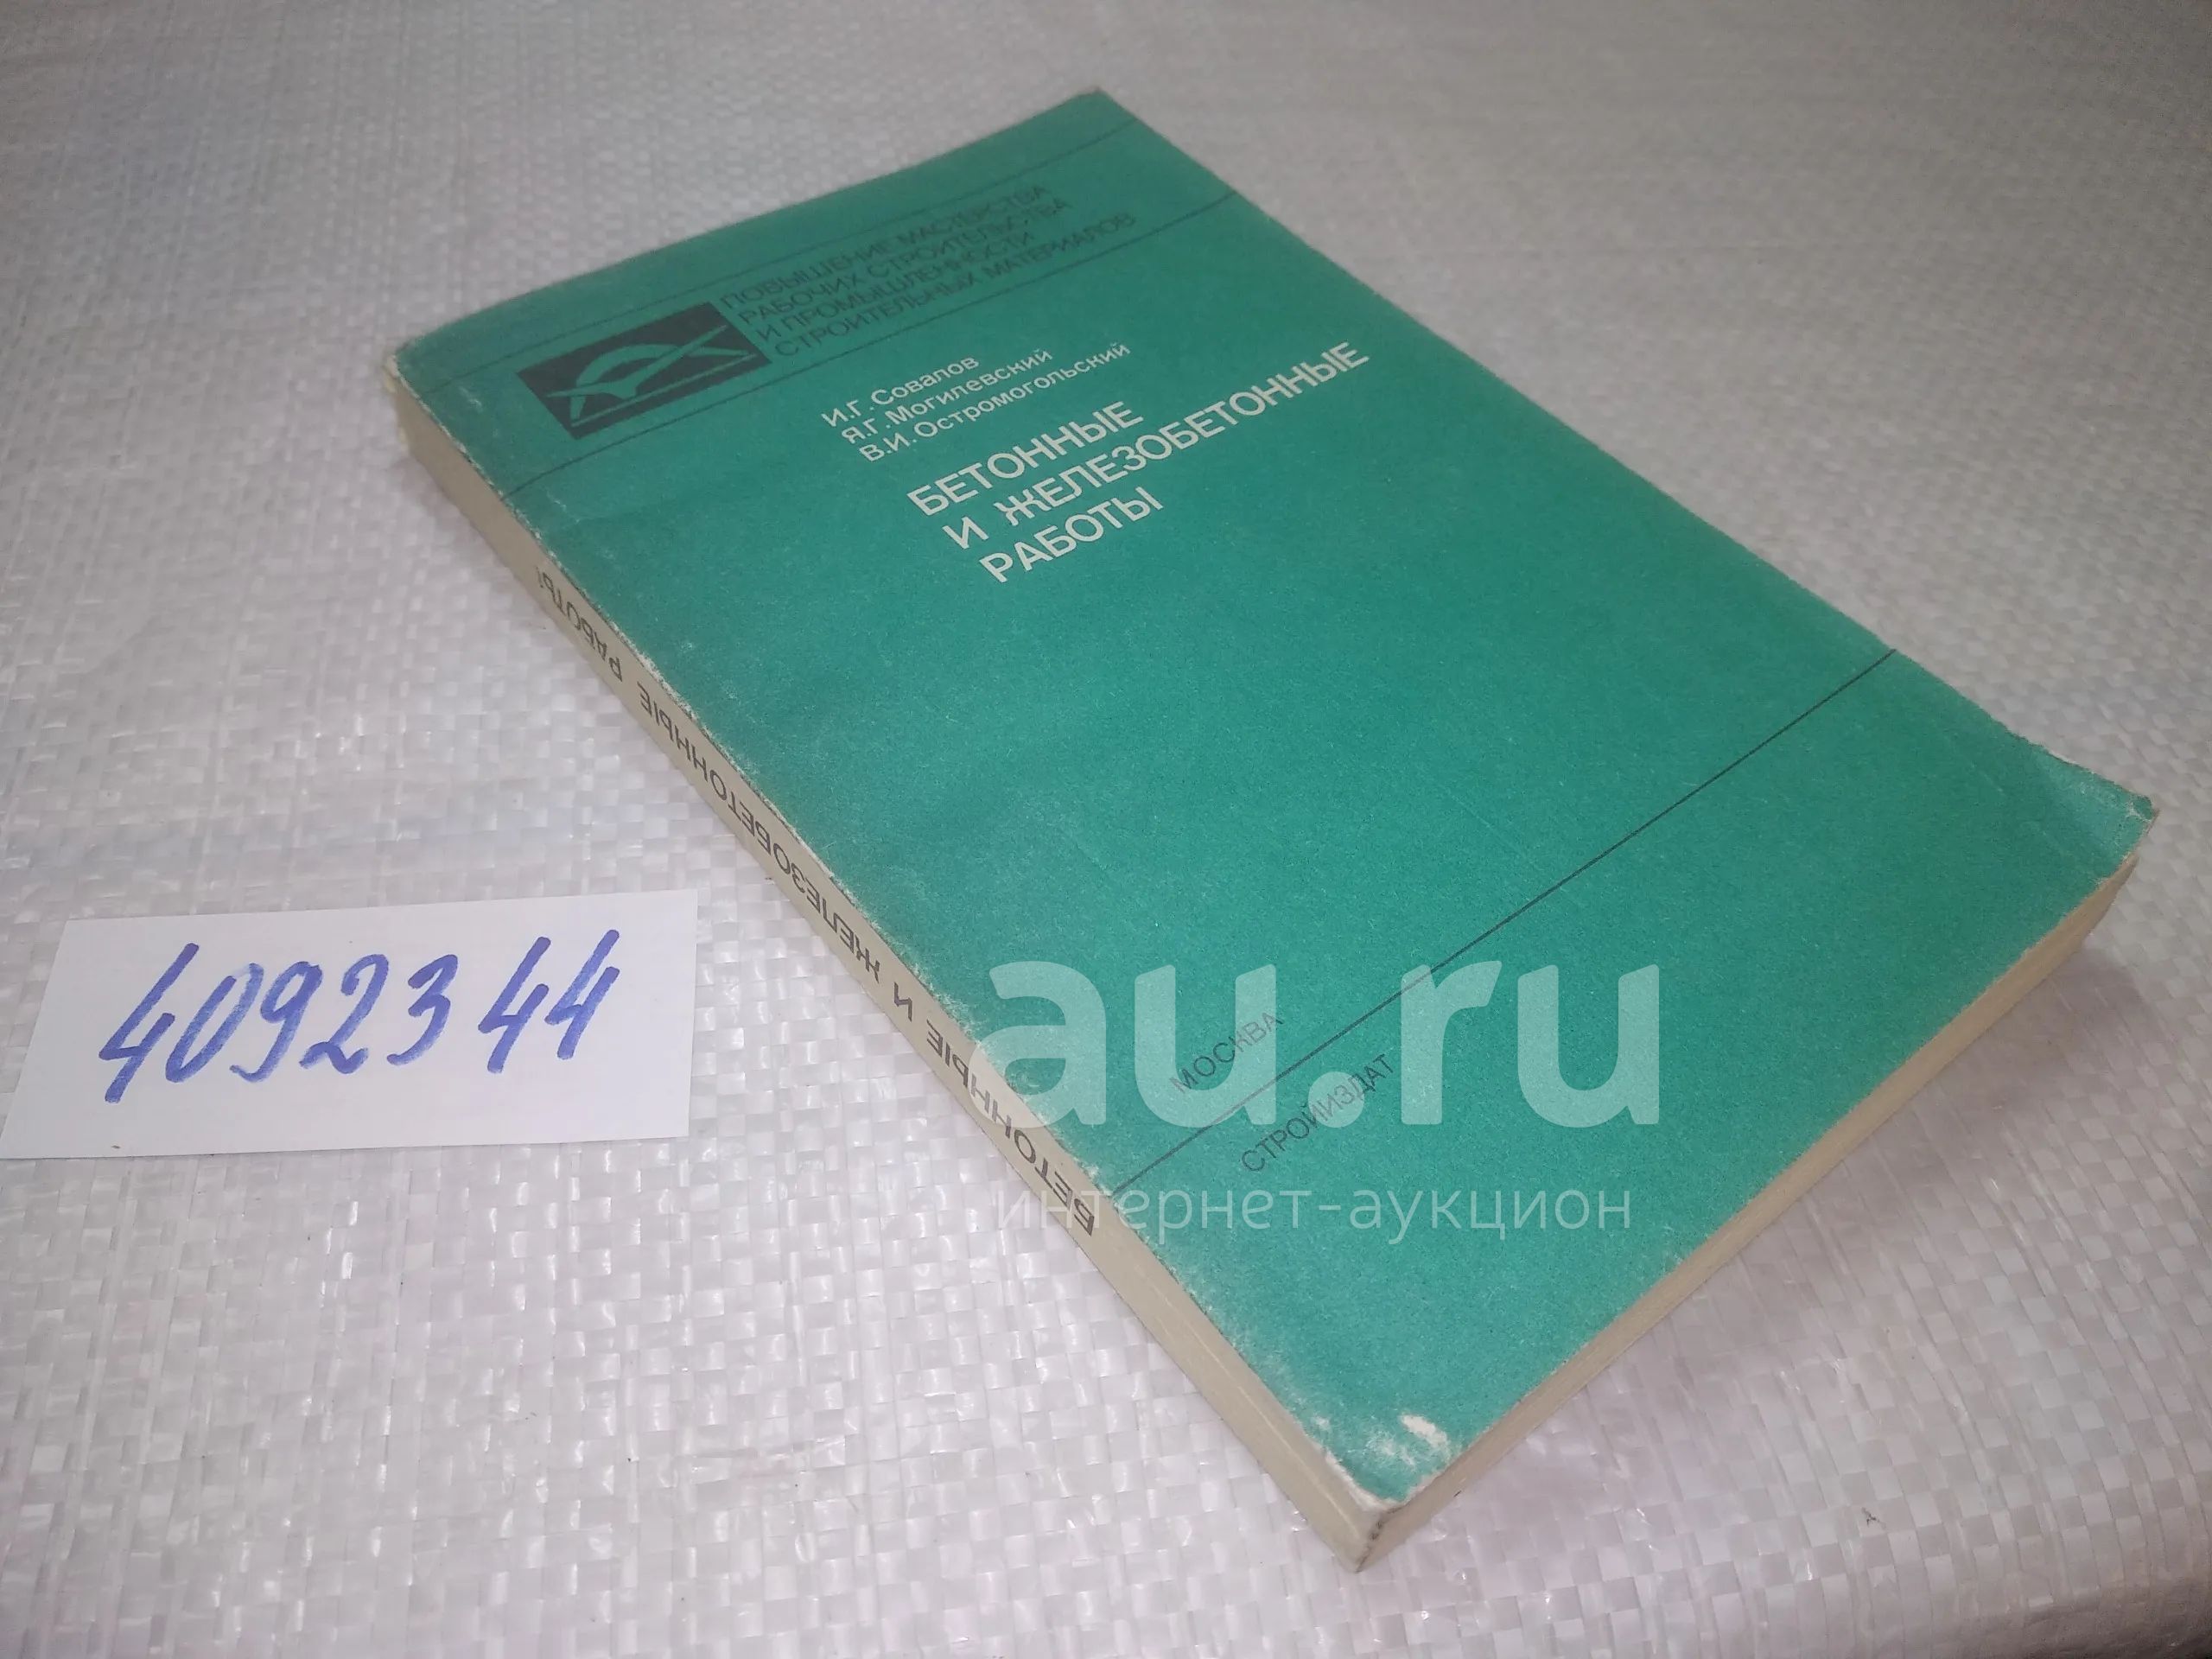 ПОВЫШЕНИЕ МАСТЕРСТВА
РАБОЧИХ СТРОИТЕЛЬСТВА
И ПРОМЫШЛЕННОСТИ
СТРОИТЕЛЬНЫХ МАТЕРИАЛОВ
И.Г. Совалов
Я.Г. Могилевский
В.И. Остромогольский
БЕТОННЫЕ
И ЖЕЛЕЗОБЕТОННЫЕ
РАБОТЫ
БЕТОННЫЕ И ЖЕЛЕЗОБЕТОННЫЕ РАБОТЫ
4092344
МОСКВА
СТРОЙИЗДАТ
au.ru
интернет-аукцион